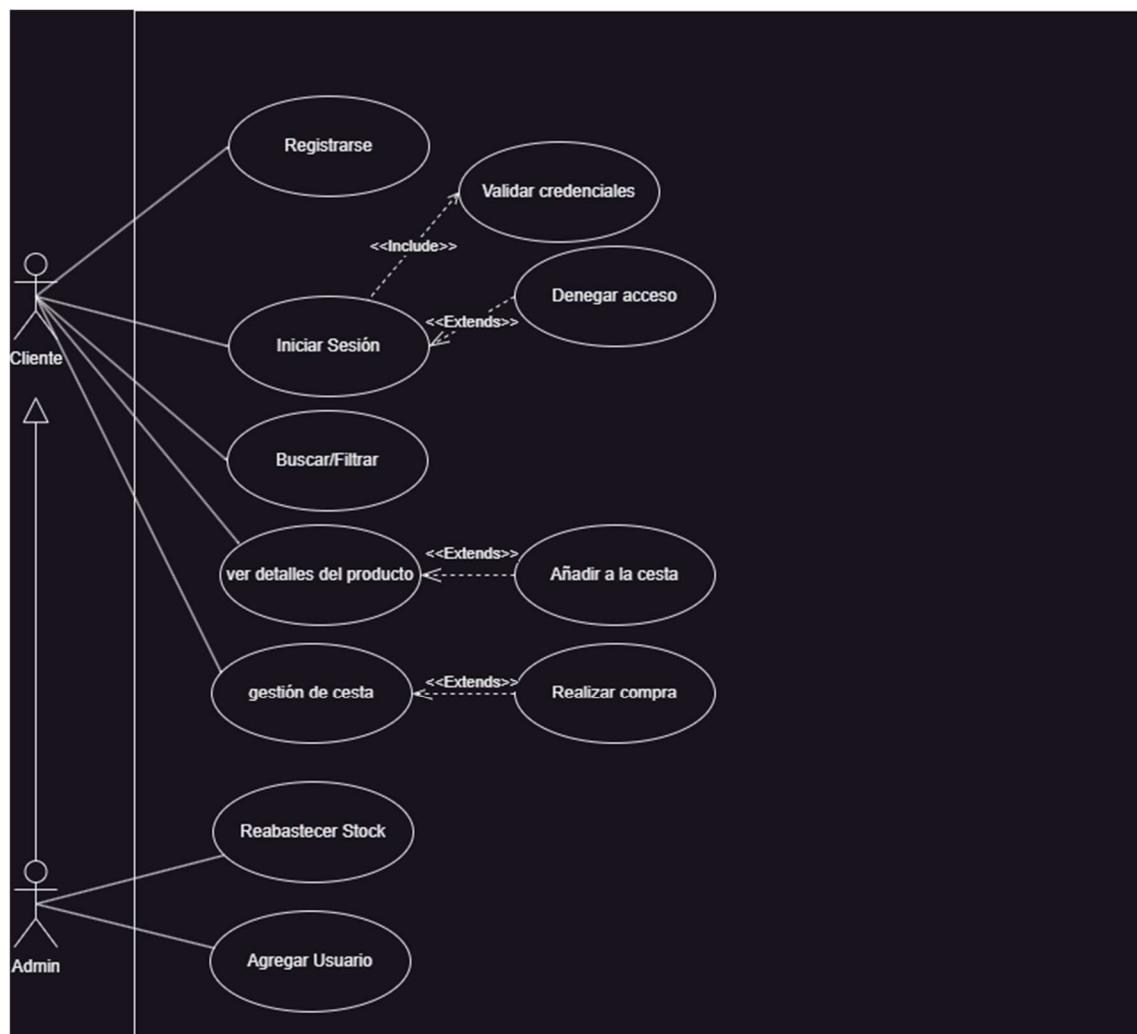 Registrarse
Validar credenciales
<<Include>>
Denegar acceso
<<Extends>>
Iniciar Sesión
Cliente
Buscar/Filtrar
<<Extends>>
ver detalles del producto
Añadir a la cesta
<<Extends>>
gestión de cesta
Realizar compra
Reabastecer Stock
Agregar Usuario
Admin